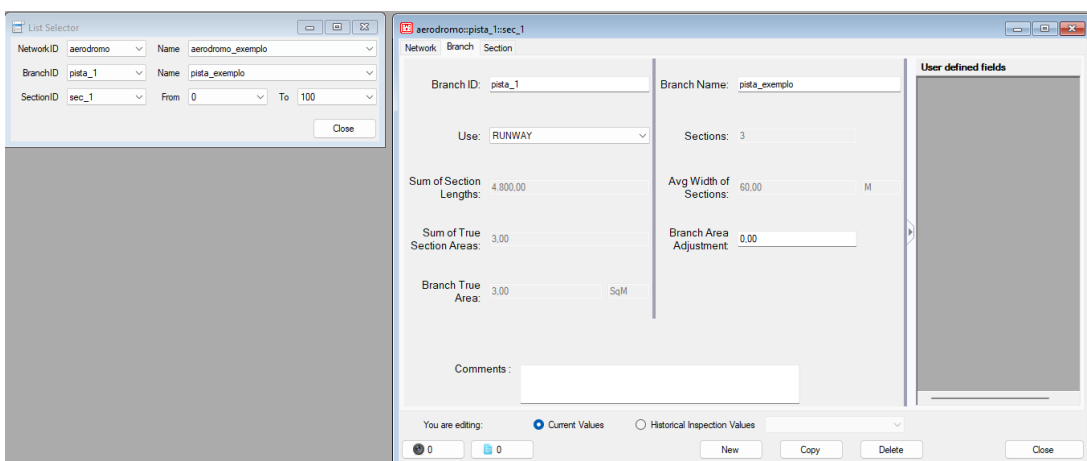 List Selector
NetworkID aerodromo Name aerodromo_exemplo
BranchID pista_1 Name pista_exemplo
SectionID sec_1 From 0 To 100
Close
aerodromo::pista_1::sec_1
Network Branch Section
Branch ID: pista_1 Branch Name: pista_exemplo
Use: RUNWAY Sections: 3
Sum of Section Lengths: 4.800,00 Avg Width of Sections: 60,00 M
Sum of True Section Areas: 3,00 Branch Area Adjustment: 0,00
Branch True Area: 3,00 SqM
Comments :
User defined fields
You are editing: Current Values Historical Inspection Values
0 0 New Copy Delete Close